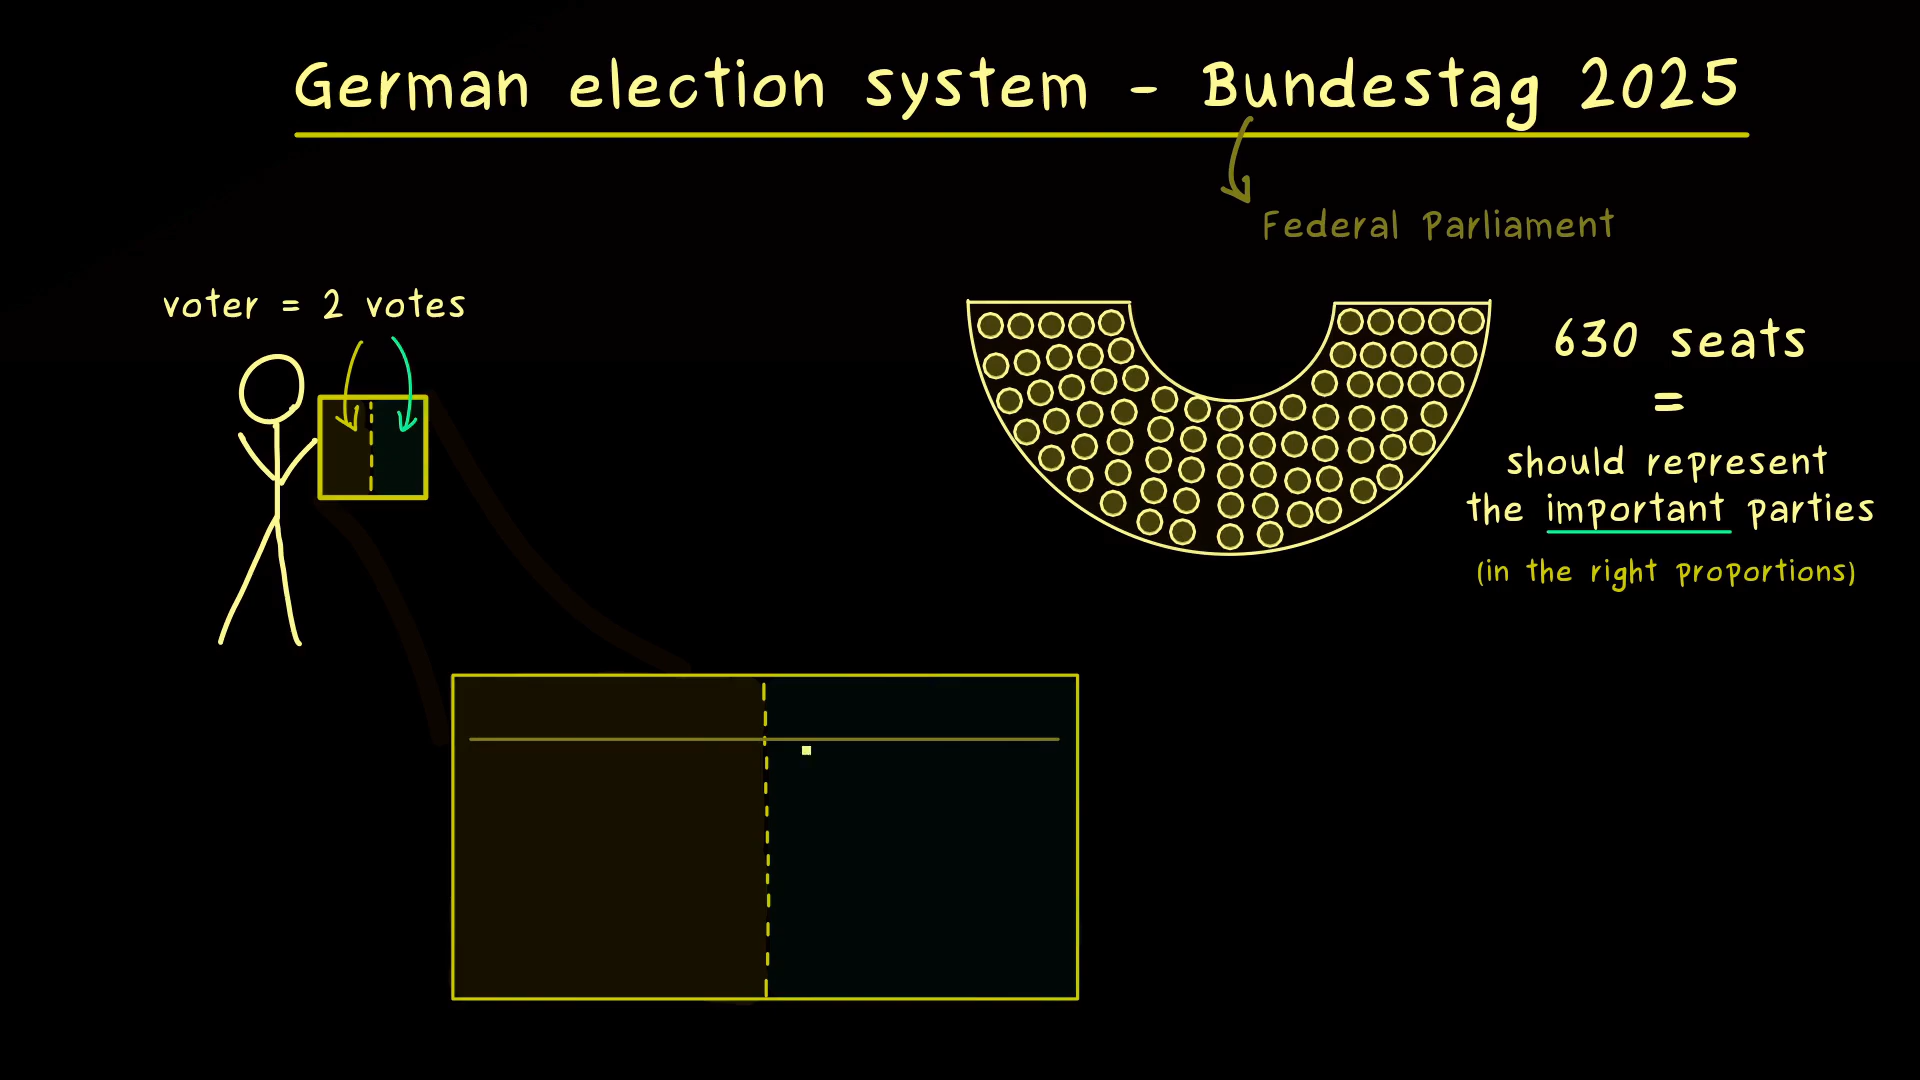 German election system - Bundestag 2025
Federal Parliament
voter = 2 votes
630 seats
=
should represent
the important parties
(in the right proportions)